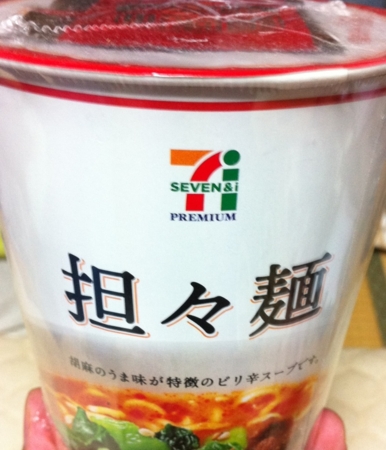 7i
SEVEN&i
PREMIUM
担々麺
胡麻のうま味が特徴のピリ辛スープです。